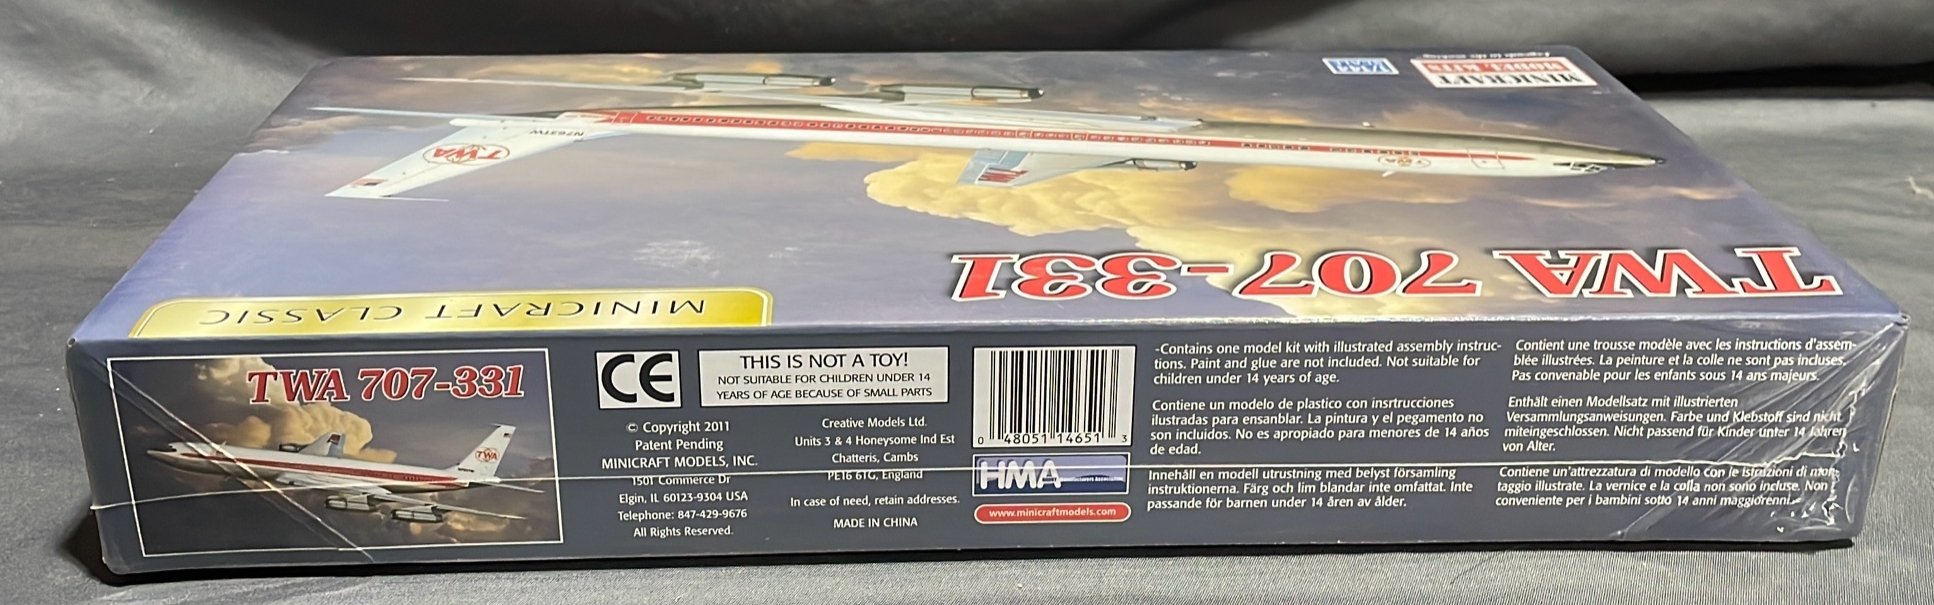 MINICRAFT
MODEL KITS
TWA
N763TW
TWA
TWA 707-331
MINICRAFT CLASSIC
TWA 707-331
TWA
CE
THIS IS NOT A TOY!
NOT SUITABLE FOR CHILDREN UNDER 14
YEARS OF AGE BECAUSE OF SMALL PARTS
© Copyright 2011
Patent Pending
MINICRAFT MODELS, INC.
1501 Commerce Dr
Elgin, IL 60123-9304 USA
Telephone: 847-429-9676
All Rights Reserved.
Creative Models Ltd.
Units 3 & 4 Honeysome Ind Est
Chatteris, Cambs
PE16 6TG, England
In case of need, retain addresses.
MADE IN CHINA
0 48051 14651 3
HMA
www.minicraftmodels.com
-Contains one model kit with illustrated assembly instruc-
tions. Paint and glue are not included. Not suitable for
children under 14 years of age.
Contiene un modelo de plastico con insrtrucciones
ilustradas para ensanblar. La pintura y el pegamento no
son incluidos. No es apropiado para menores de 14 años
de edad.
Innehåll en modell utrustning med belyst församling
instruktionerna. Färg och lim blandar inte omfattat. Inte
passande för barnen under 14 åren av ålder.
Contient une trousse modèle avec les instructions d'assem-
blée illustrées. La peinture et la colle ne sont pas incluses.
Pas convenable pour les enfants sous 14 ans majeurs.
Enthält einen Modellsatz mit illustrierten
Versammlungsanweisungen. Farbe und Klebstoff sind nicht
miteingeschlossen. Nicht passend für Kinder unter 14 Jahren
von Alter.
Contiene un'attrezzatura di modello con le istruzioni di mon-
taggio illustrate. La vernice e la colla non sono incluse. Non
conveniente per i bambini sotto 14 anni maggiorenni.